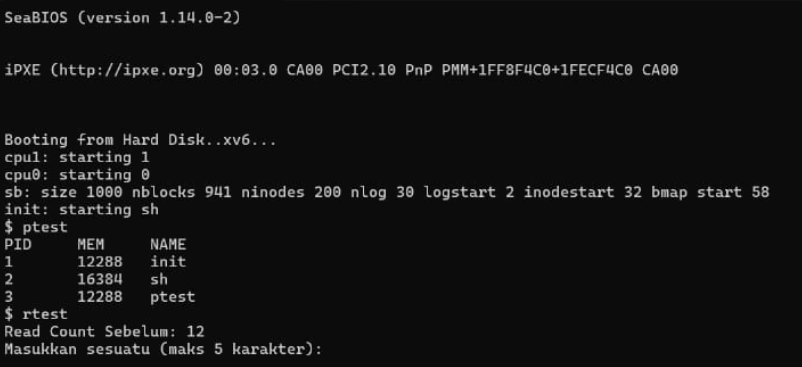 SeaBIOS (version 1.14.0-2)
iPXE (http://ipxe.org) 00:03.0 CA00 PCI2.10 PnP PMM+1FF8F4C0+1FECF4C0 CA00
Booting from Hard Disk..xv6...
cpu1: starting 1
cpu0: starting 0
sb: size 1000 nblocks 941 ninodes 200 nlog 30 logstart 2 inodestart 32 bmap start 58
init: starting sh
$ ptest
PID MEM NAME
1 12288 init
2 16384 sh
3 12288 ptest
$ rtest
Read Count Sebelum: 12
Masukkan sesuatu (maks 5 karakter):